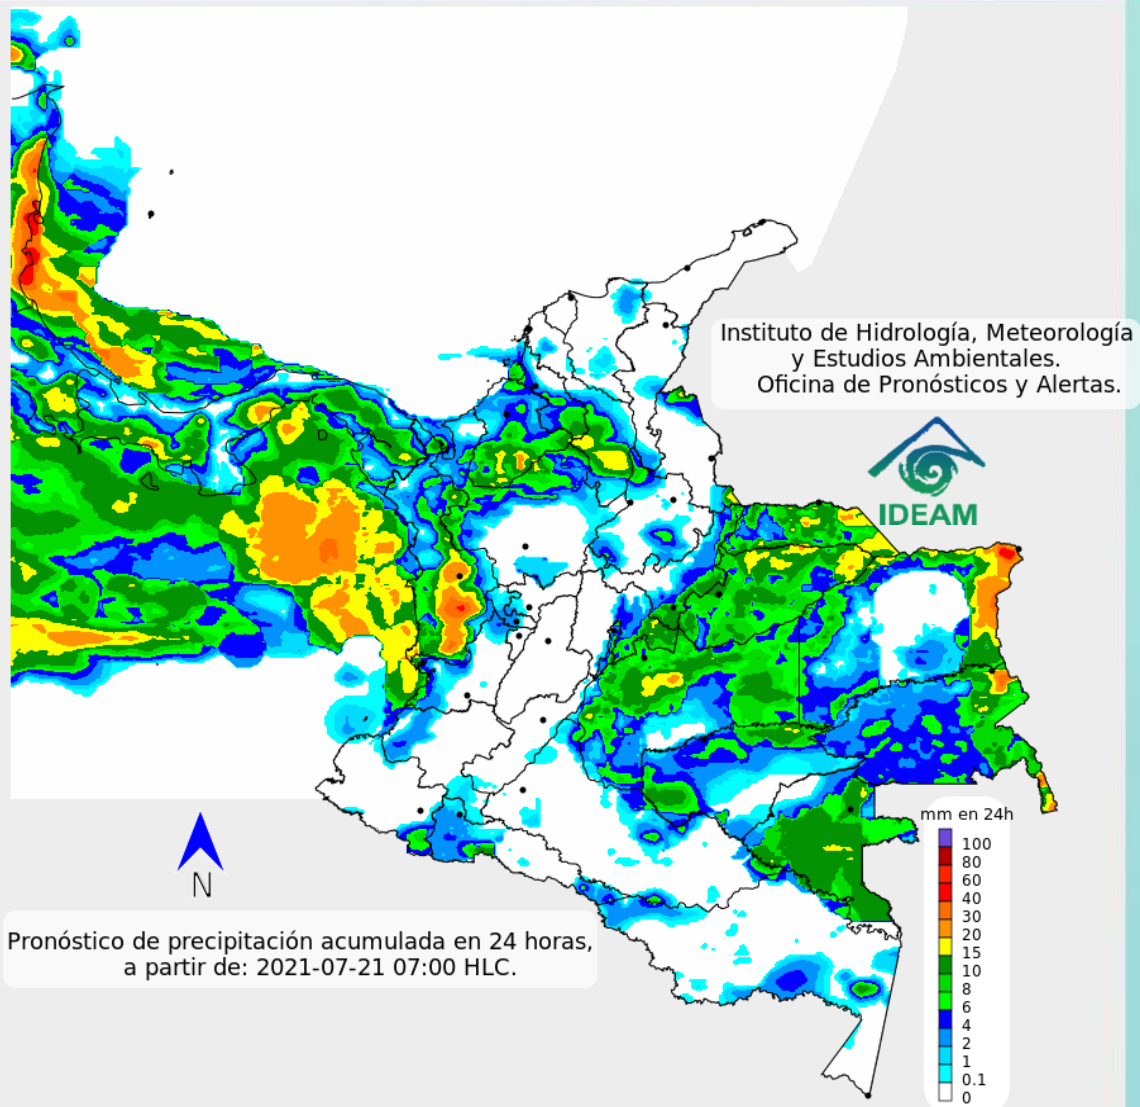 Instituto de Hidrología, Meteorología
y Estudios Ambientales.
Oficina de Pronósticos y Alertas.
IDEAM
N
Pronóstico de precipitación acumulada en 24 horas,
a partir de: 2021-07-21 07:00 HLC.
mm en 24h
100
80
60
40
30
20
15
10
8
6
4
2
1
0.1
0